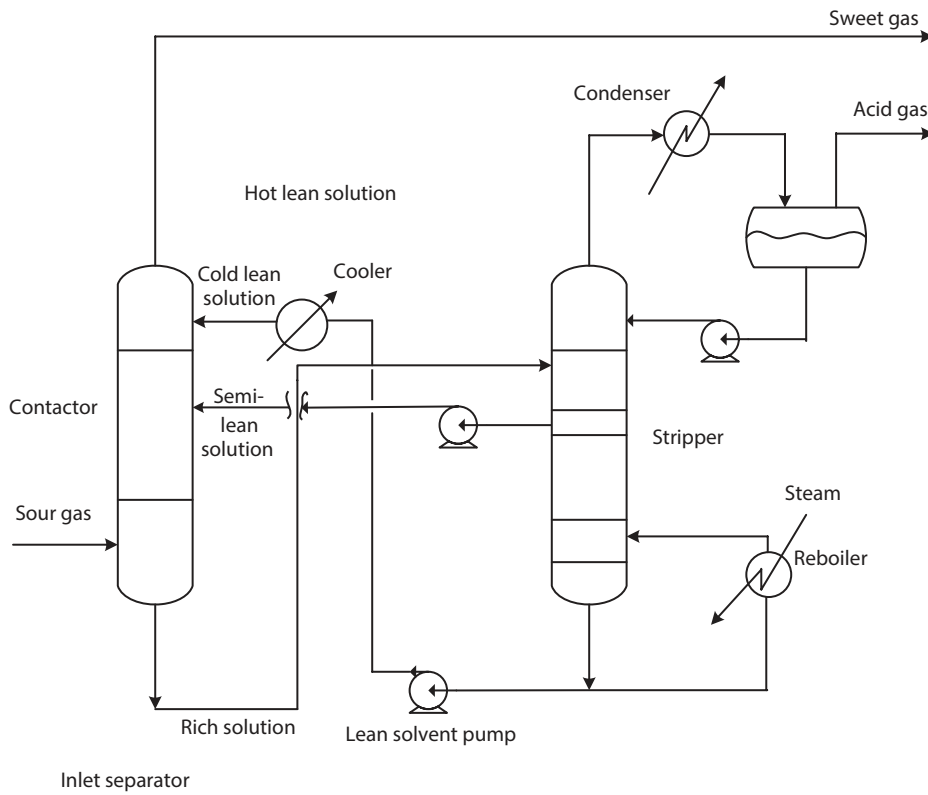 Sweet gas
Condenser
Acid gas
Hot lean solution
Cold lean
solution
Cooler
Contactor
Semi-
lean
solution
Stripper
Sour gas
Steam
Reboiler
Rich solution
Lean solvent pump
Inlet separator